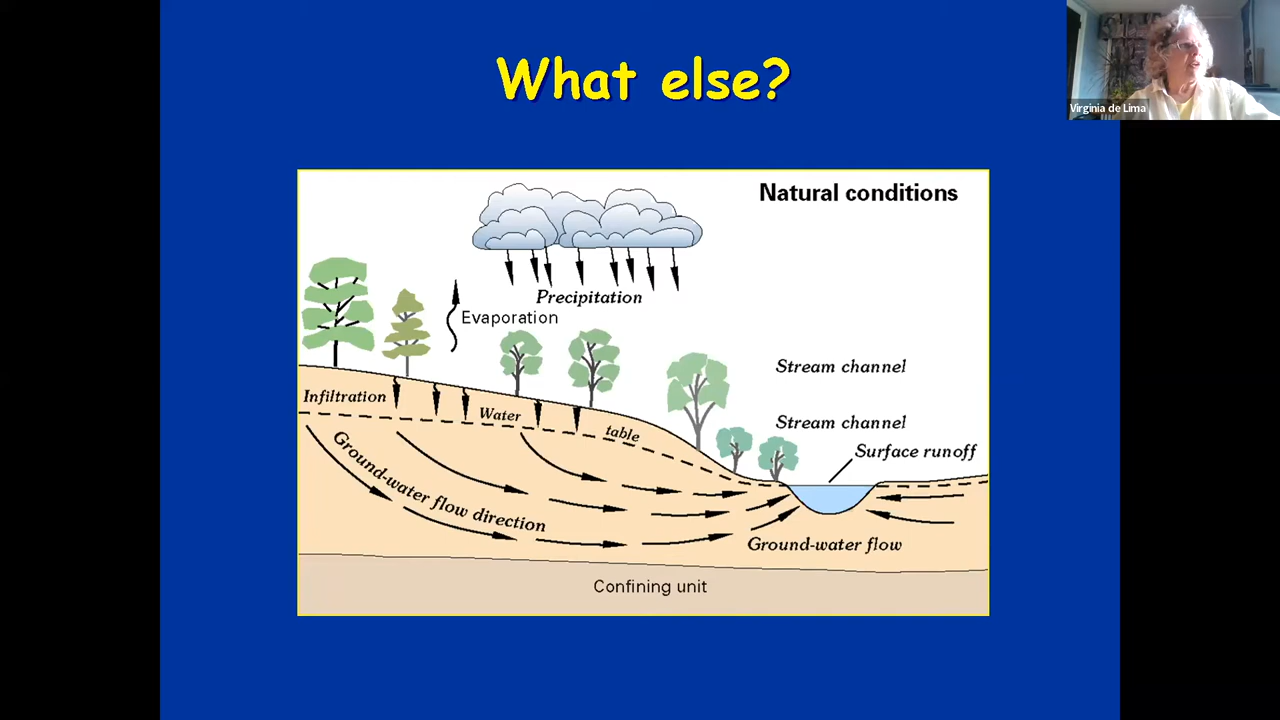 What else?
Virginia de Lima
Natural conditions
Precipitation
Evaporation
Stream channel
Infiltration
Water
table
Stream channel
Surface runoff
Ground-water flow direction
Ground-water flow
Confining unit